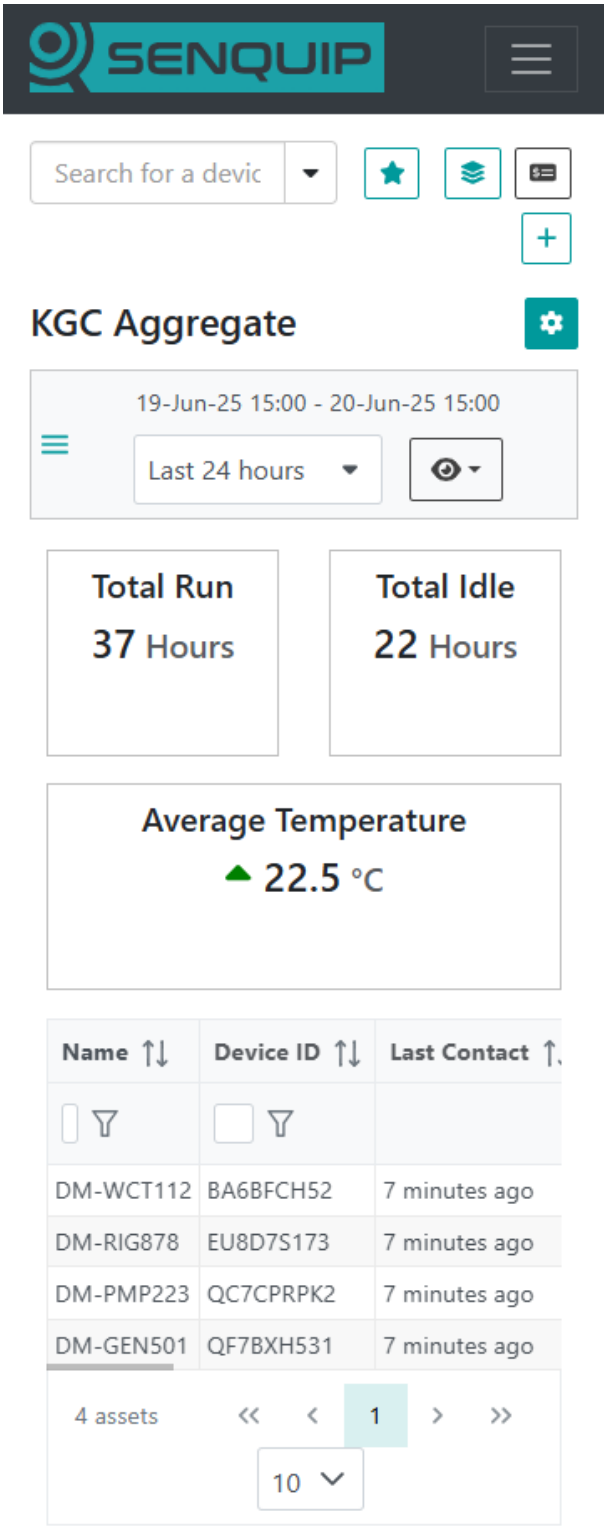 SENQUIP
Search for a devic
KGC Aggregate
19-Jun-25 15:00 - 20-Jun-25 15:00
Last 24 hours
Total Run
37 Hours
Total Idle
22 Hours
Average Temperature
22.5 °C
Name Device ID Last Contact
DM-WCT112 BA6BFCH52 7 minutes ago
DM-RIG878 EU8D7S173 7 minutes ago
DM-PMP223 QC7CPRPK2 7 minutes ago
DM-GEN501 QF7BXH531 7 minutes ago
4 assets << < 1 > >>
10